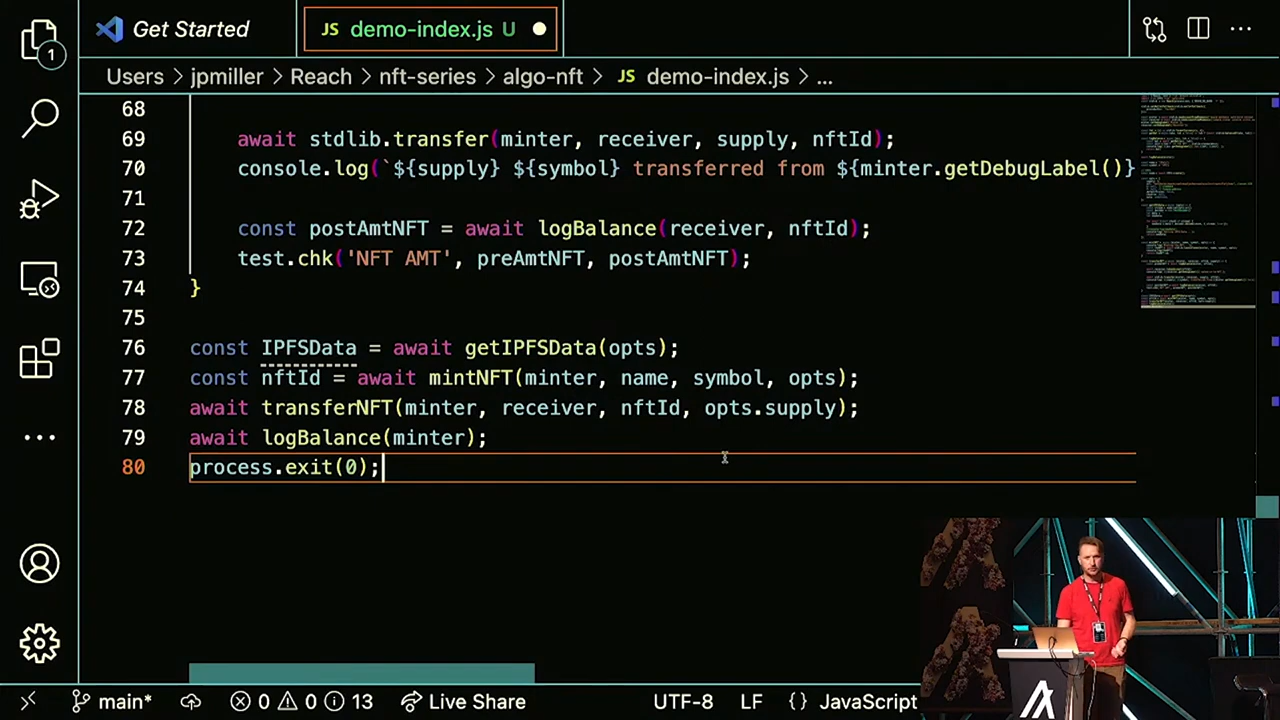 Get Started
JS demo-index.js U
1
Users > jpmiller > Reach > nft-series > algo-nft > JS demo-index.js > ...
68
69 await stdlib.transfer(minter, receiver, supply, nftId);
70 console.log(`${supply} ${symbol} transferred from ${minter.getDebugLabel()}
71
72 const postAmtNFT = await logBalance(receiver, nftId);
73 test.chk('NFT AMT', preAmtNFT, postAmtNFT);
74 }
75
76 const IPFSData = await getIPFSData(opts);
77 const nftId = await mintNFT(minter, name, symbol, opts);
78 await transferNFT(minter, receiver, nftId, opts.supply);
79 await logBalance(minter);
80 process.exit(0);
main* 0 0 13 Live Share UTF-8 LF {} JavaScript